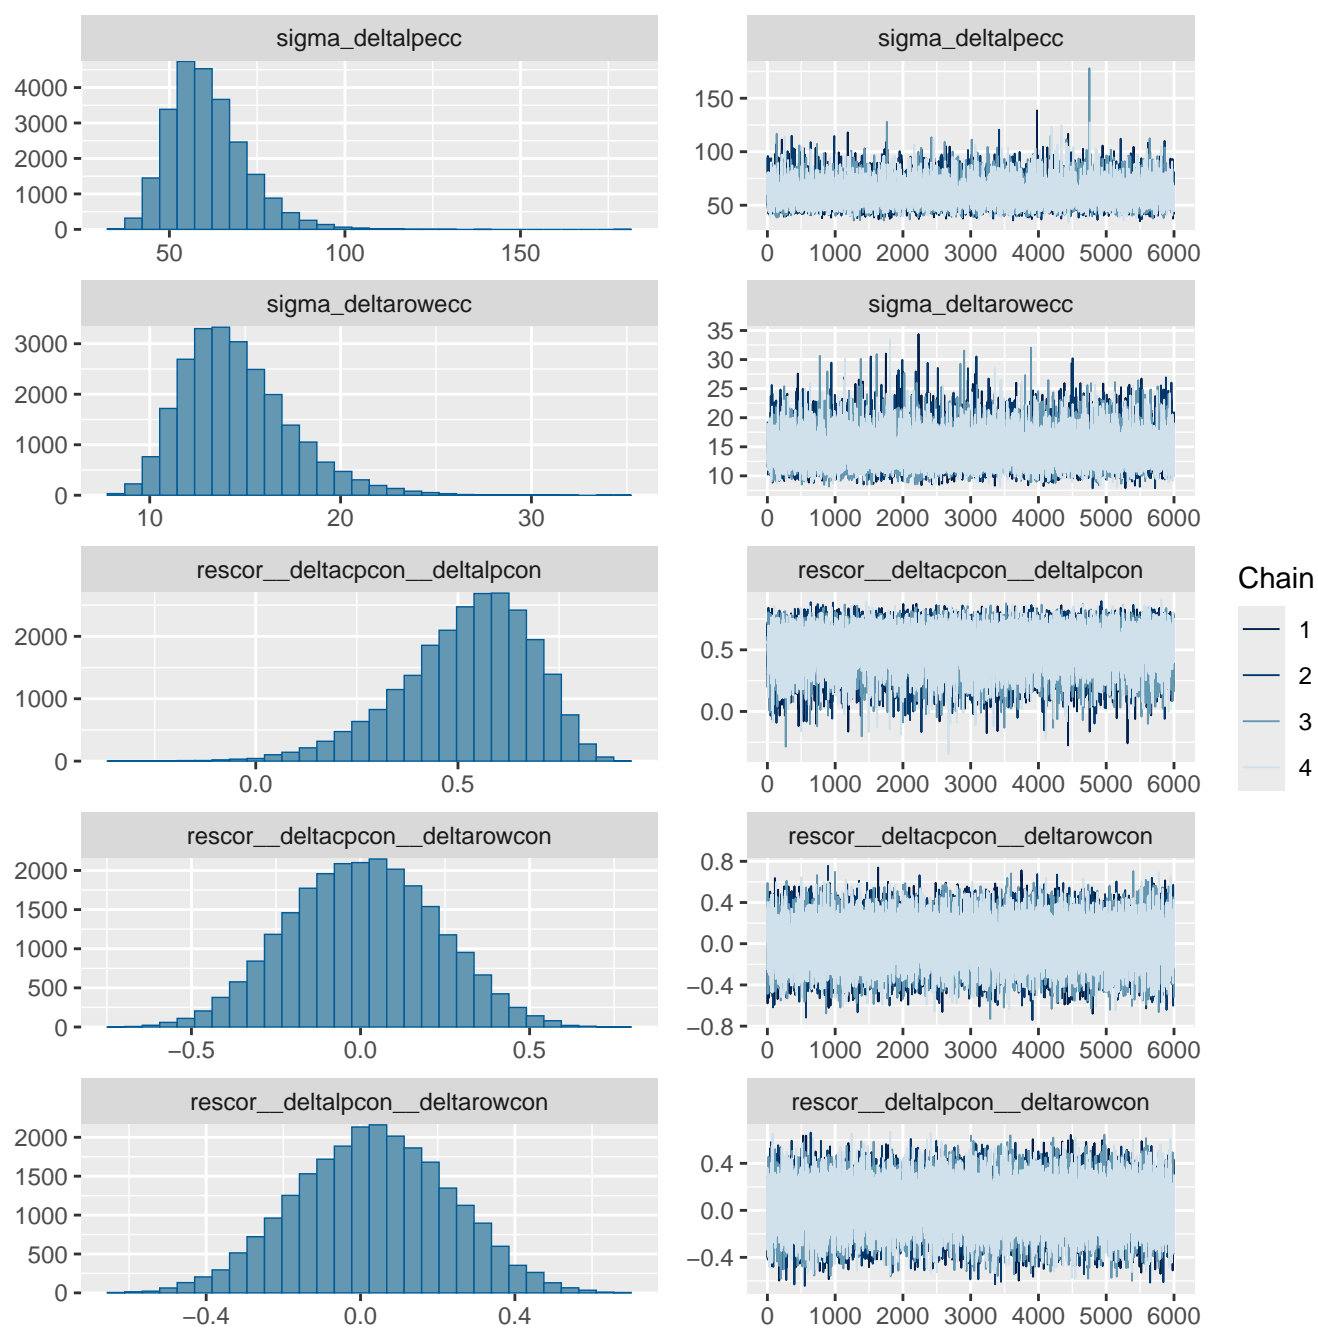 sigma_deltalpecc
4000
3000
2000
1000
0
50 100 150
sigma_deltalpecc
150
100
50
0 1000 2000 3000 4000 5000 6000
sigma_deltarowecc
3000
2000
1000
0
10 20 30
sigma_deltarowecc
35
30
25
20
15
10
0 1000 2000 3000 4000 5000 6000
rescor__deltacpcon__deltalpcon
2000
1000
0
0.0 0.5
rescor__deltacpcon__deltalpcon
0.5
0.0
0 1000 2000 3000 4000 5000 6000
rescor__deltacpcon__deltarowcon
2000
1500
1000
500
0
−0.5 0.0 0.5
rescor__deltacpcon__deltarowcon
0.8
0.4
0.0
−0.4
−0.8
0 1000 2000 3000 4000 5000 6000
rescor__deltalpcon__deltarowcon
2000
1500
1000
500
0
−0.4 0.0 0.4
rescor__deltalpcon__deltarowcon
0.4
0.0
−0.4
0 1000 2000 3000 4000 5000 6000
Chain
1
2
3
4